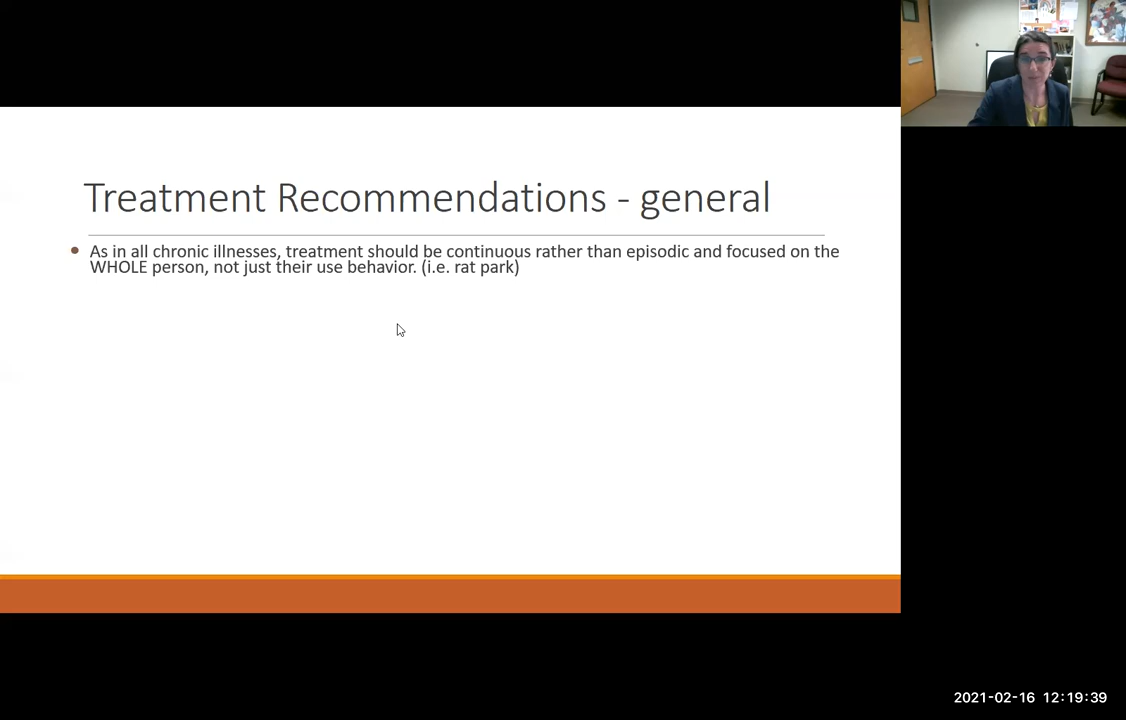 Treatment Recommendations - general
As in all chronic illnesses, treatment should be continuous rather than episodic and focused on the
WHOLE person, not just their use behavior. (i.e. rat park)
2021-02-16 12:19:39